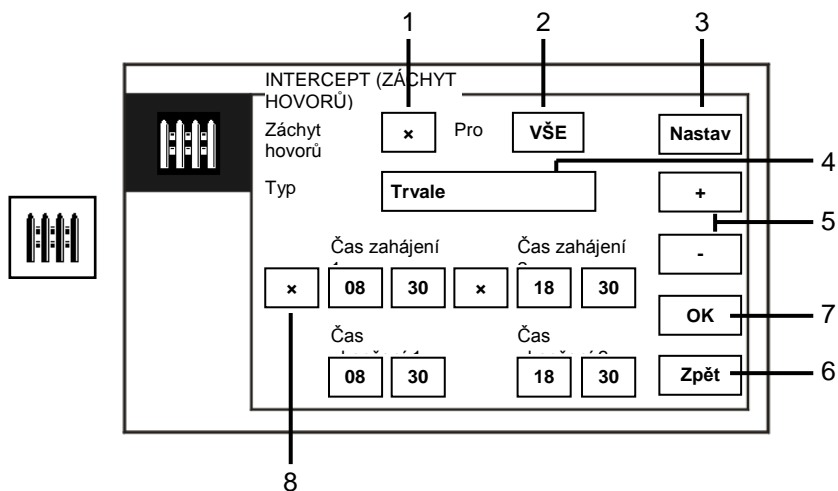 1 2 3
INTERCEPT (ZÁCHYT
HOVORŮ)
Záchyt
hovorů
× Pro VŠE Nastav
4
Typ Trvale +
5
Čas zahájení Čas zahájení -
× 08 30 × 18 30
OK 7
Čas Čas
08 30 18 30 Zpět 6
8